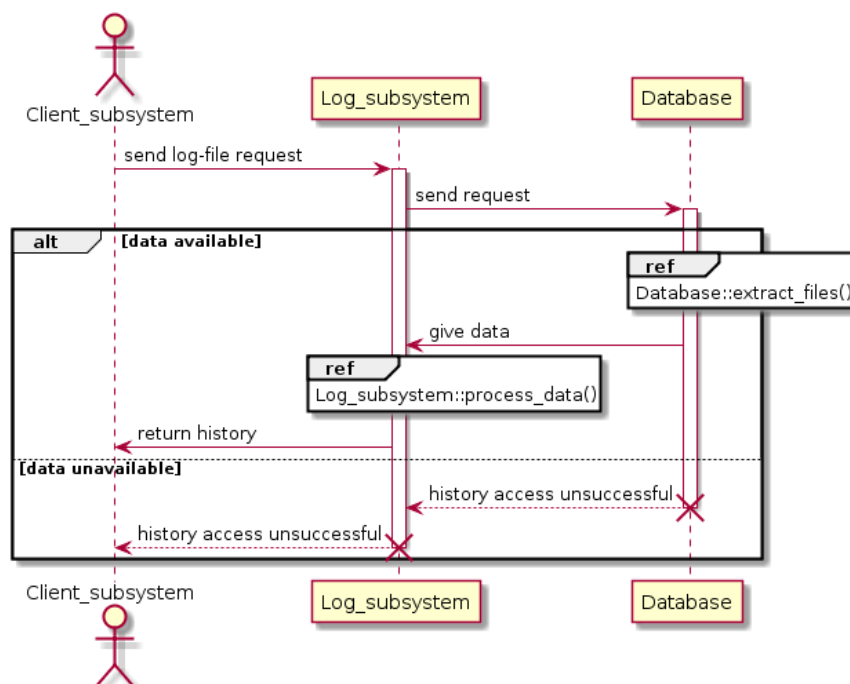 Client_subsystem
Log_subsystem
Database
send log-file request
send request
alt
[data available]
ref
Database::extract_files()
give data
ref
Log_subsystem::process_data()
return history
[data unavailable]
history access unsuccessful
history access unsuccessful
Client_subsystem
Log_subsystem
Database